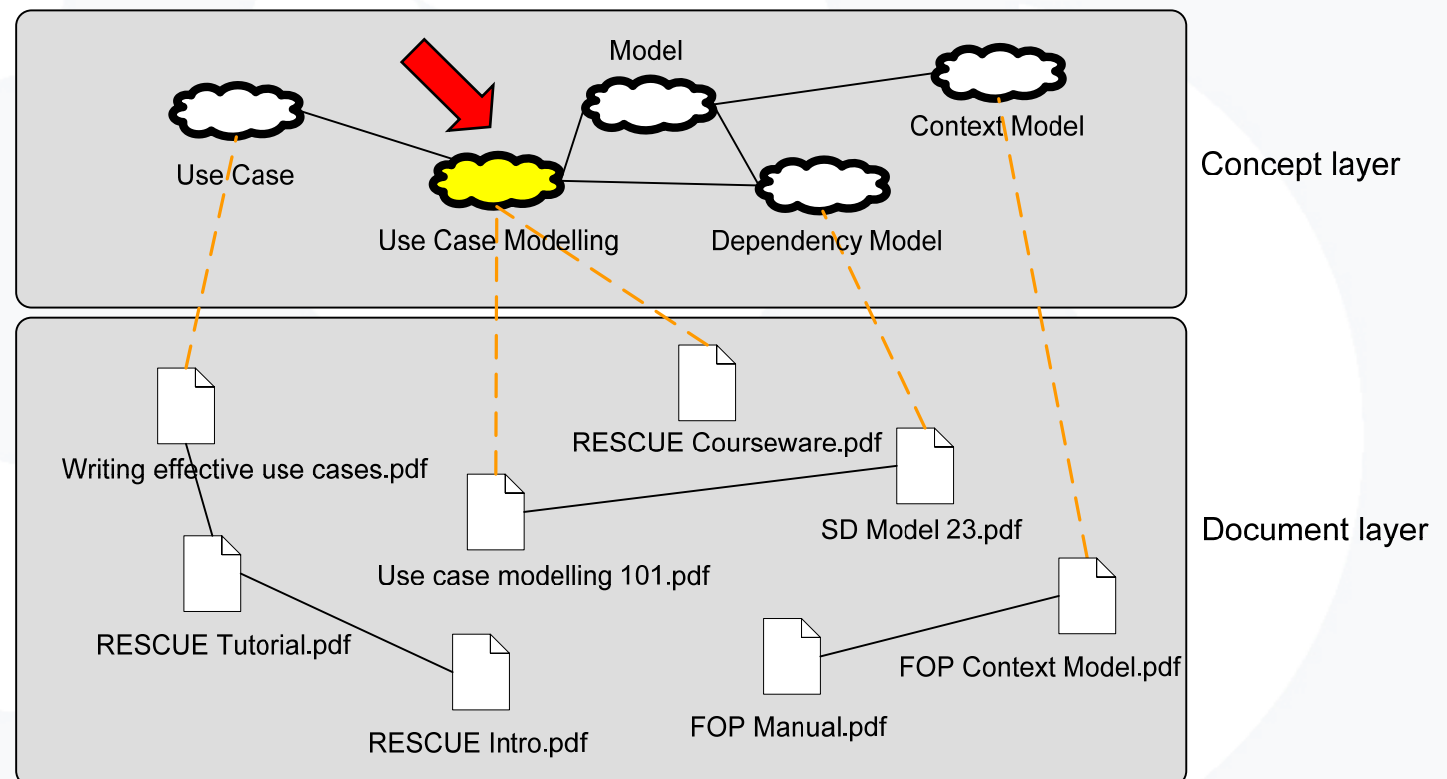 Model
Context Model
Use Case
Concept layer
Use Case Modelling
Dependency Model
RESCUE Courseware.pdf
Writing effective use cases.pdf
SD Model 23.pdf
Document layer
Use case modelling 101.pdf
RESCUE Tutorial.pdf
FOP Context Model.pdf
FOP Manual.pdf
RESCUE Intro.pdf